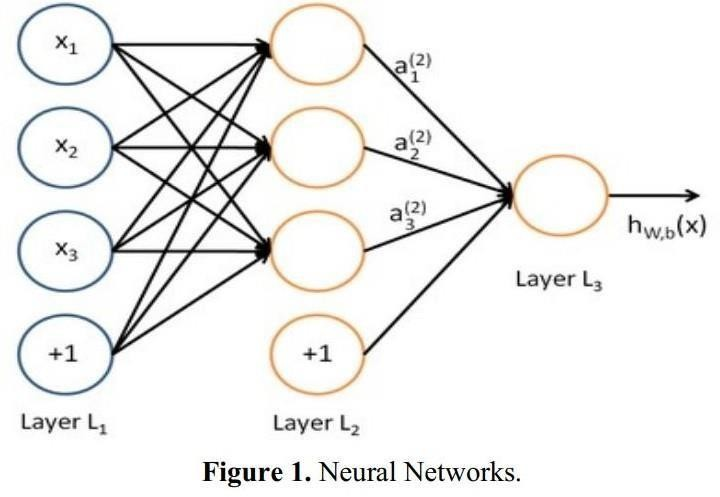 x₁
x₂
x₃
+1
Layer L₁
+1
Layer L₂
a₁⁽²⁾
a₂⁽²⁾
a₃⁽²⁾
Layer L₃
h_W,b(x)
Figure 1. Neural Networks.